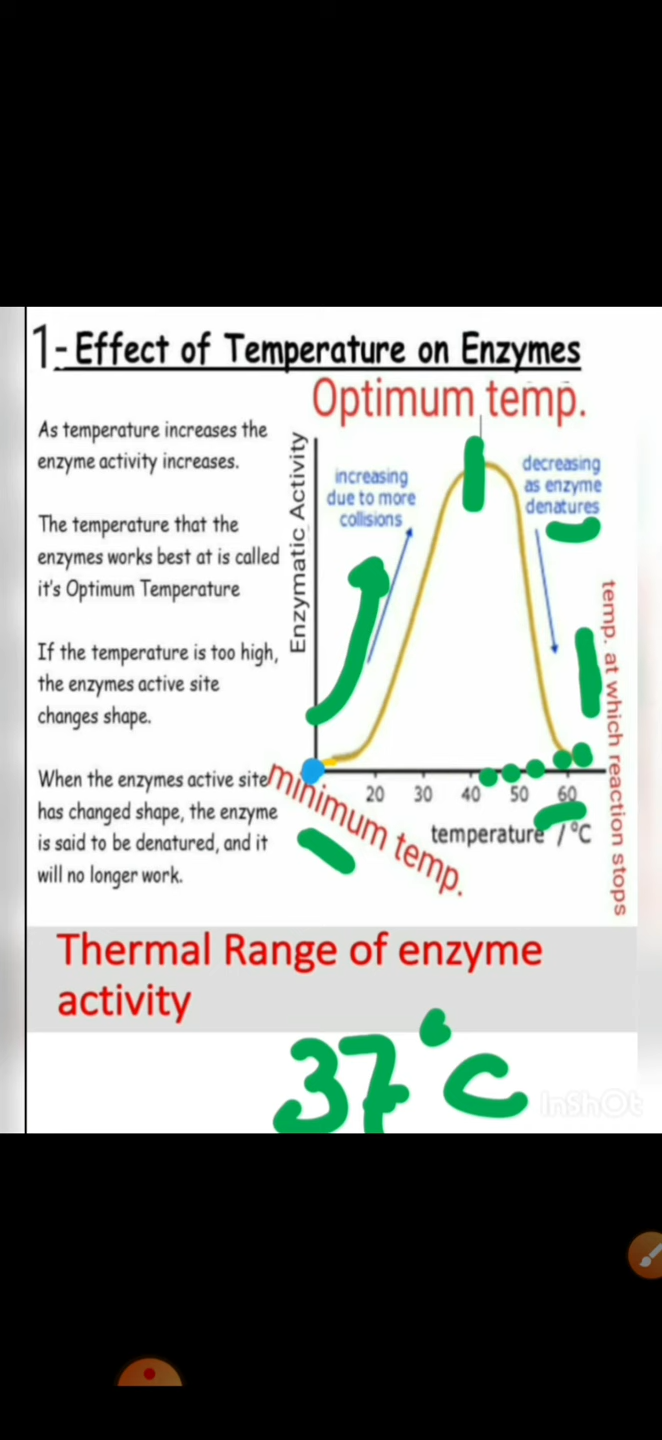 1- Effect of Temperature on Enzymes
Optimum temp.
As temperature increases the
enzyme activity increases.
The temperature that the
enzymes works best at is called
it's Optimum Temperature
If the temperature is too high,
the enzymes active site
changes shape.
When the enzymes active site
has changed shape, the enzyme
is said to be denatured, and it
will no longer work.
Enzymatic Activity
increasing
due to more
collisions
decreasing
as enzyme
denatures
temp. at which reaction stops
minimum temp.
20 30 40 50 60
temperature / °C
Thermal Range of enzyme
activity
37°C
InShOt